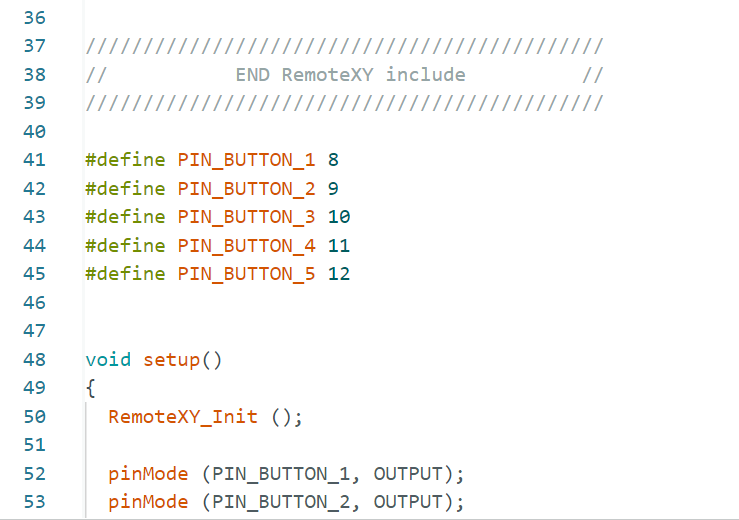 36
37 /////////////////////////////////////////////
38 // END RemoteXY include //
39 /////////////////////////////////////////////
40
41 #define PIN_BUTTON_1 8
42 #define PIN_BUTTON_2 9
43 #define PIN_BUTTON_3 10
44 #define PIN_BUTTON_4 11
45 #define PIN_BUTTON_5 12
46
47
48 void setup()
49 {
50 RemoteXY_Init ();
51
52 pinMode (PIN_BUTTON_1, OUTPUT);
53 pinMode (PIN_BUTTON_2, OUTPUT);